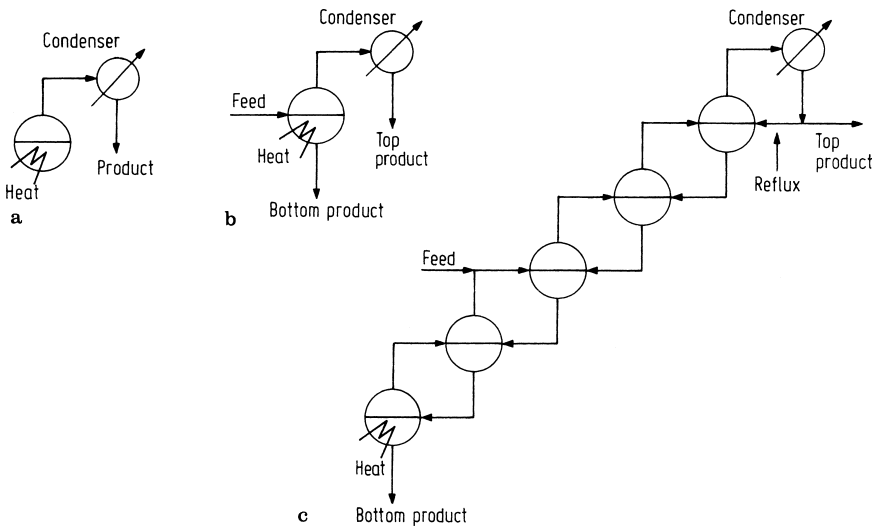 Condenser
Product
Heat
a
Condenser
Feed
Heat
Top
product
Bottom product
b
Condenser
Top
product
Reflux
Feed
Heat
Bottom product
c